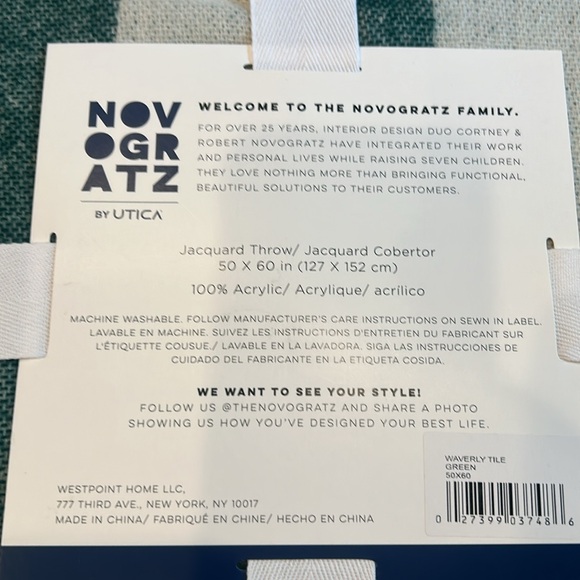 NOV
OGR
ATZ
BY UTICA
WELCOME TO THE NOVOGRATZ FAMILY.
FOR OVER 25 YEARS, INTERIOR DESIGN DUO CORTNEY &
ROBERT NOVOGRATZ HAVE INTEGRATED THEIR WORK
AND PERSONAL LIVES WHILE RAISING SEVEN CHILDREN.
THEY LOVE NOTHING MORE THAN BRINGING FUNCTIONAL,
BEAUTIFUL SOLUTIONS TO THEIR CUSTOMERS.
Jacquard Throw/ Jacquard Cobertor
50 X 60 in (127 X 152 cm)
100% Acrylic/ Acrylique/ acrílico
MACHINE WASHABLE. FOLLOW MANUFACTURER'S CARE INSTRUCTIONS ON SEWN IN LABEL.
LAVABLE EN MACHINE. SUIVEZ LES INSTRUCTIONS D'ENTRETIEN DU FABRICANT SUR
L'ÉTIQUETTE COUSUE./ LAVABLE EN LA LAVADORA. SIGA LAS INSTRUCCIONES DE
CUIDADO DEL FABRICANTE EN LA ETIQUETA COSIDA.
WE WANT TO SEE YOUR STYLE!
FOLLOW US @THENOVOGRATZ AND SHARE A PHOTO
SHOWING US HOW YOU'VE DESIGNED YOUR BEST LIFE.
WESTPOINT HOME LLC,
777 THIRD AVE., NEW YORK, NY 10017
MADE IN CHINA/ FABRIQUÉ EN CHINE/ HECHO EN CHINA
WAVERLY TILE
GREEN
50X60
0 27399 03748 6